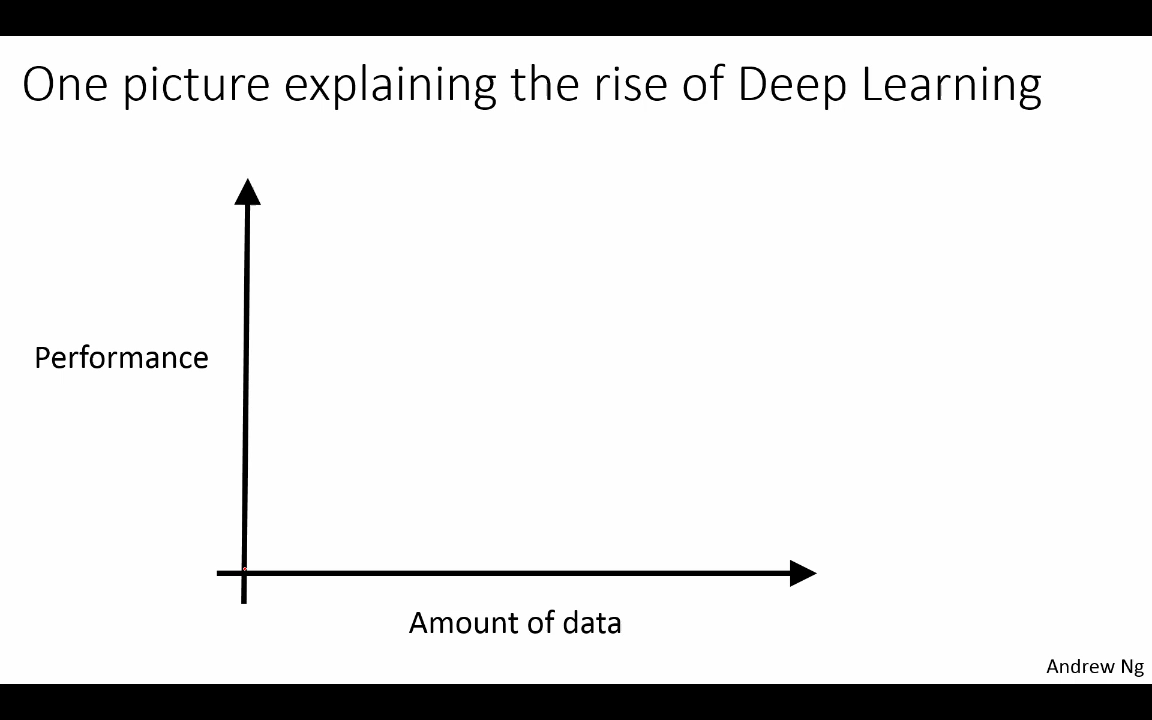 One picture explaining the rise of Deep Learning
Performance
Amount of data
Andrew Ng